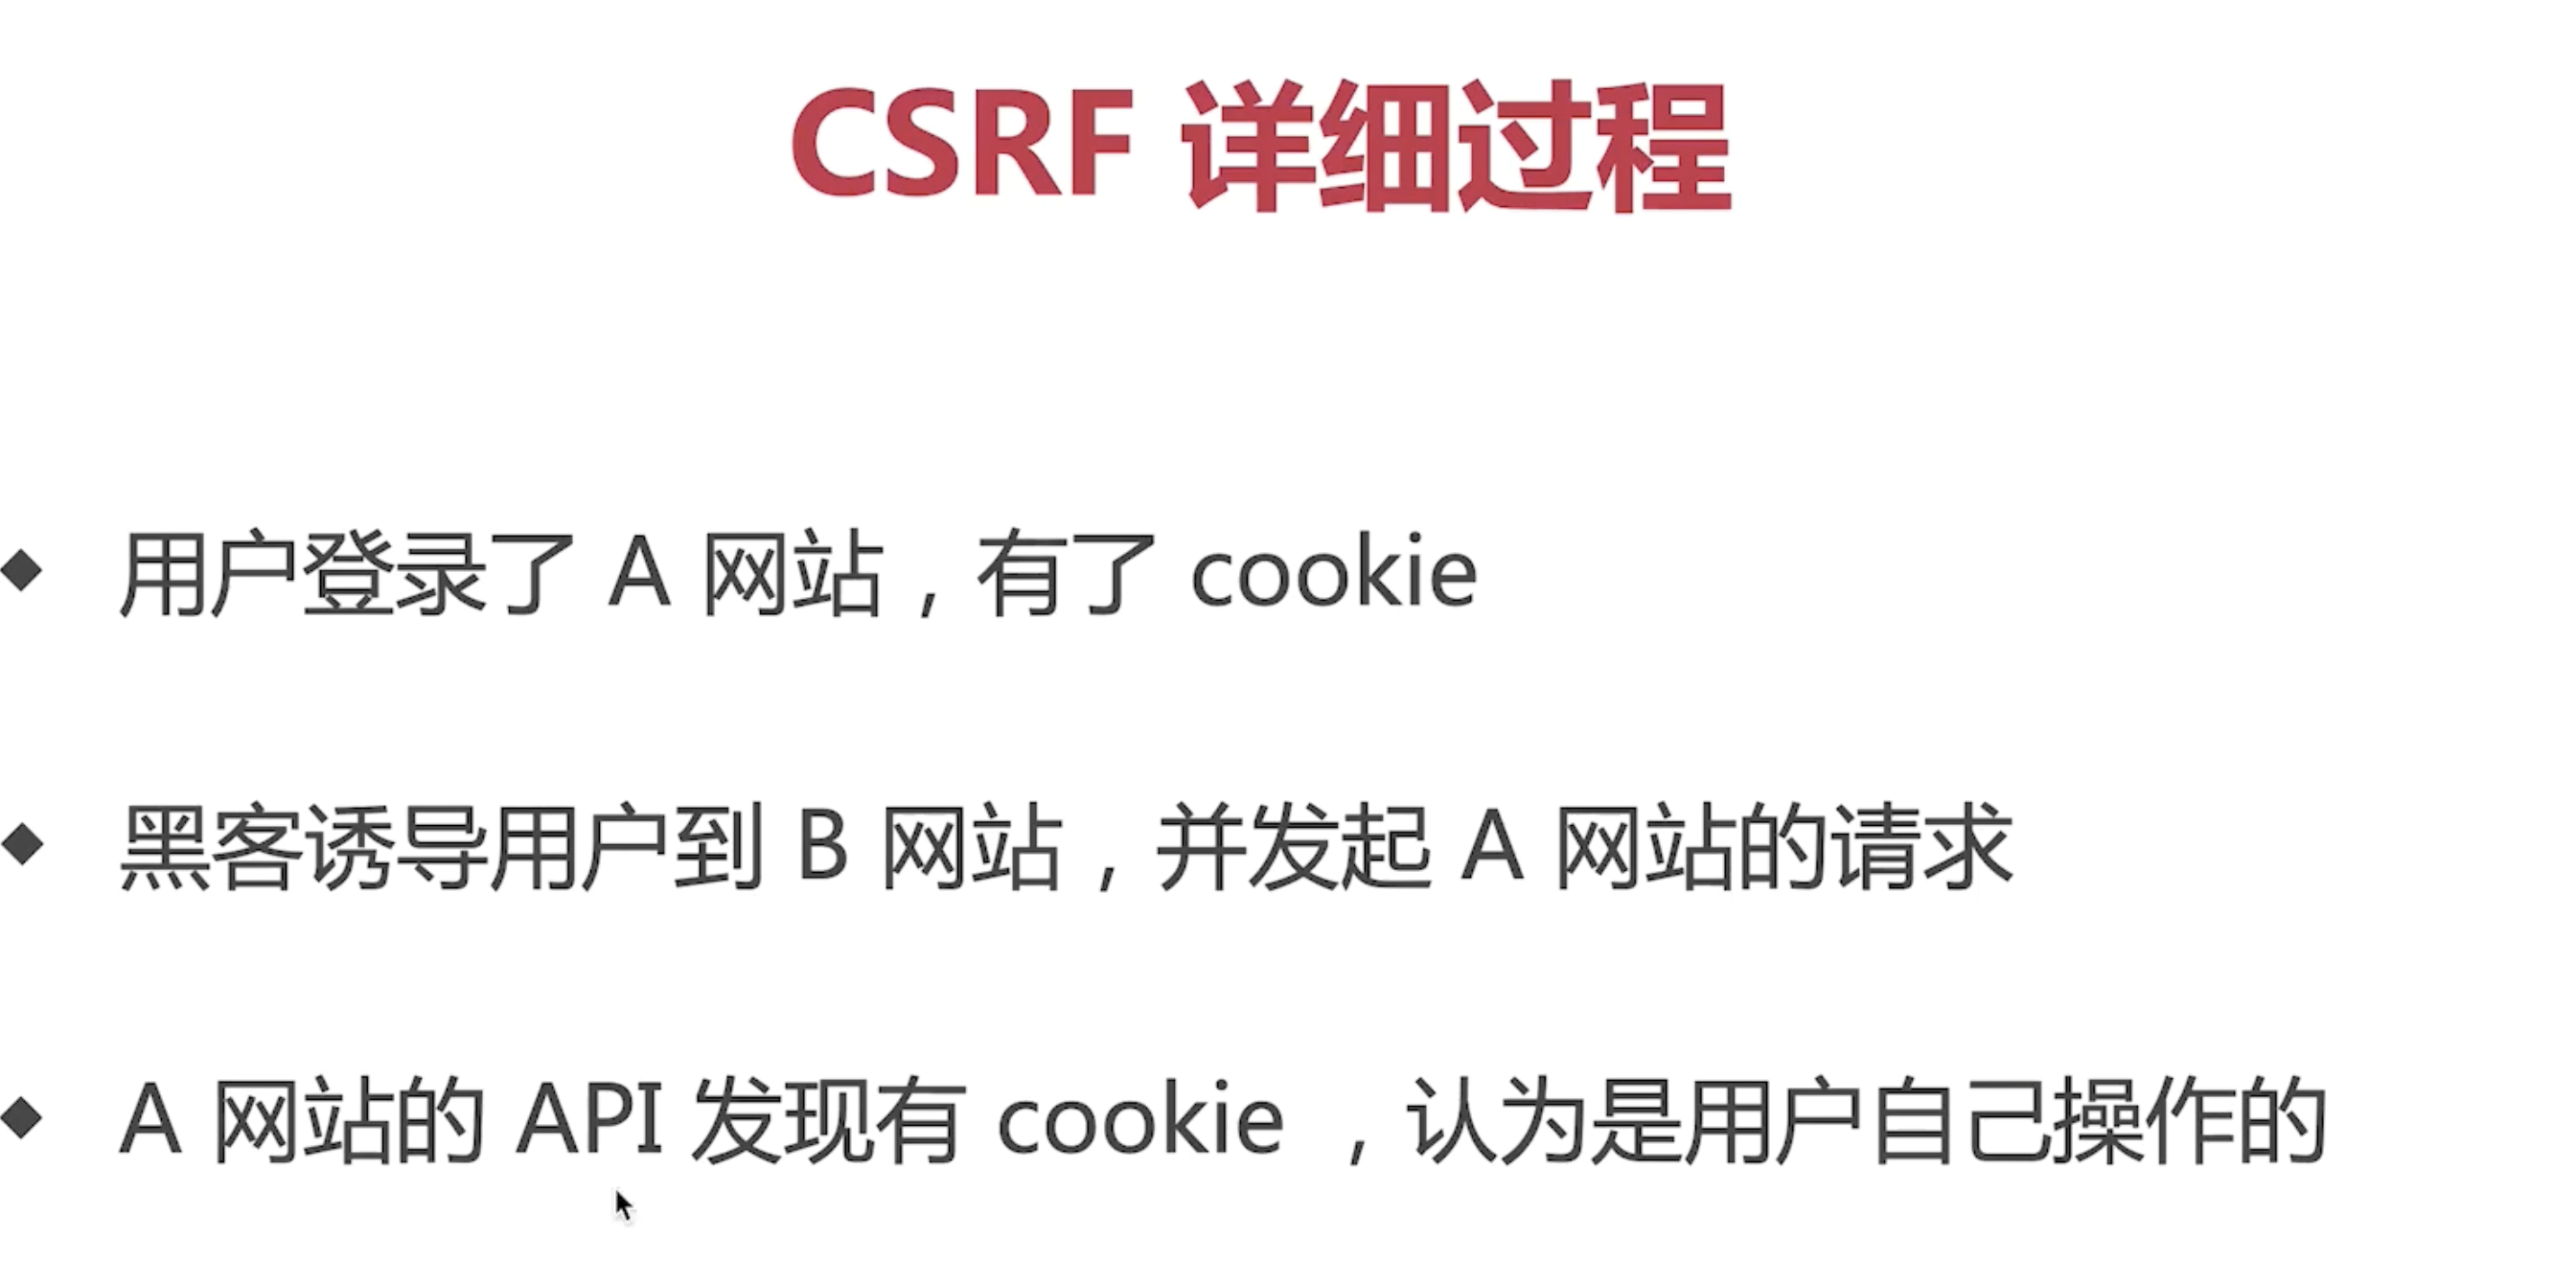 CSRF 详细过程
◆ 用户登录了 A 网站，有了 cookie
◆ 黑客诱导用户到 B 网站，并发起 A 网站的请求
◆ A 网站的 API 发现有 cookie ，认为是用户自己操作的